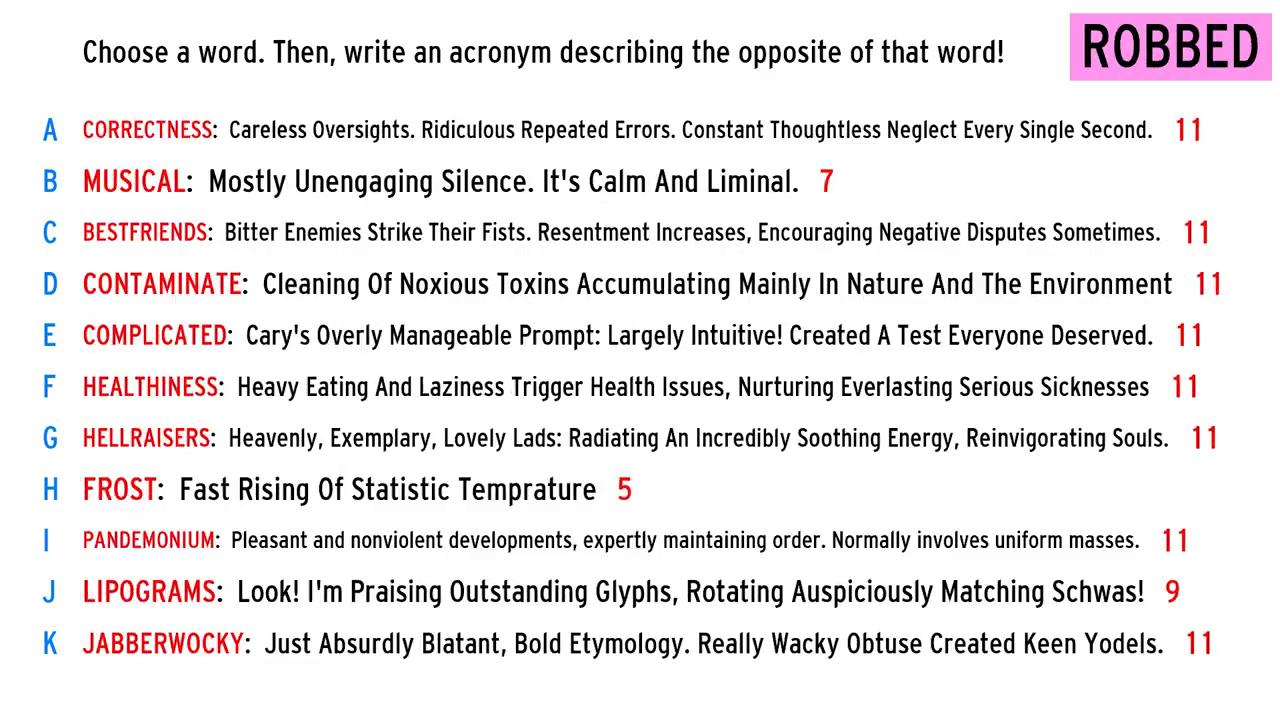 Choose a word. Then, write an acronym describing the opposite of that word!
ROBBED
A CORRECTNESS: Careless Oversights. Ridiculous Repeated Errors. Constant Thoughtless Neglect Every Single Second. 11
B MUSICAL: Mostly Unengaging Silence. It's Calm And Liminal. 7
C BESTFRIENDS: Bitter Enemies Strike Their Fists. Resentment Increases, Encouraging Negative Disputes Sometimes. 11
D CONTAMINATE: Cleaning Of Noxious Toxins Accumulating Mainly In Nature And The Environment 11
E COMPLICATED: Cary's Overly Manageable Prompt: Largely Intuitive! Created A Test Everyone Deserved. 11
F HEALTHINESS: Heavy Eating And Laziness Trigger Health Issues, Nurturing Everlasting Serious Sicknesses 11
G HELLRAISERS: Heavenly, Exemplary, Lovely Lads: Radiating An Incredibly Soothing Energy, Reinvigorating Souls. 11
H FROST: Fast Rising Of Statistic Temprature 5
I PANDEMONIUM: Pleasant and nonviolent developments, expertly maintaining order. Normally involves uniform masses. 11
J LIPOGRAMS: Look! I'm Praising Outstanding Glyphs, Rotating Auspiciously Matching Schwas! 9
K JABBERWOCKY: Just Absurdly Blatant, Bold Etymology. Really Wacky Obtuse Created Keen Yodels. 11